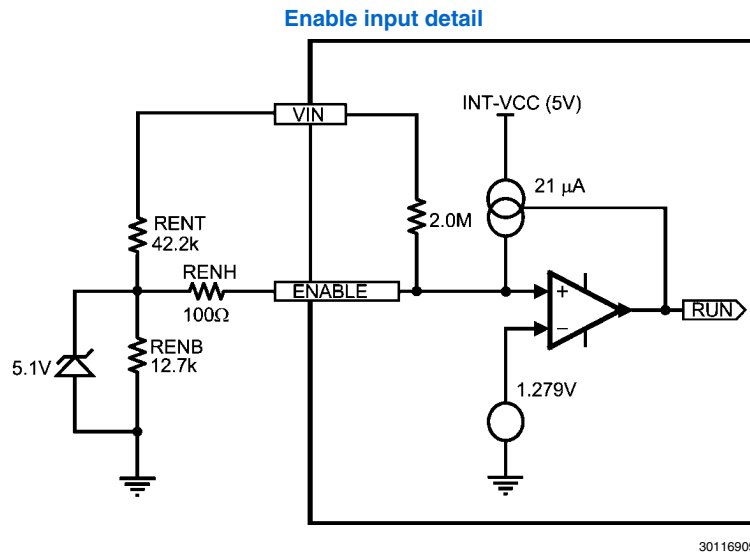 Enable input detail
INT-VCC (5V)
VIN
21 µA
RENT
42.2k
2.0M
RENH
ENABLE
100Ω
+
−
RUN
RENB
12.7k
5.1V
1.279V